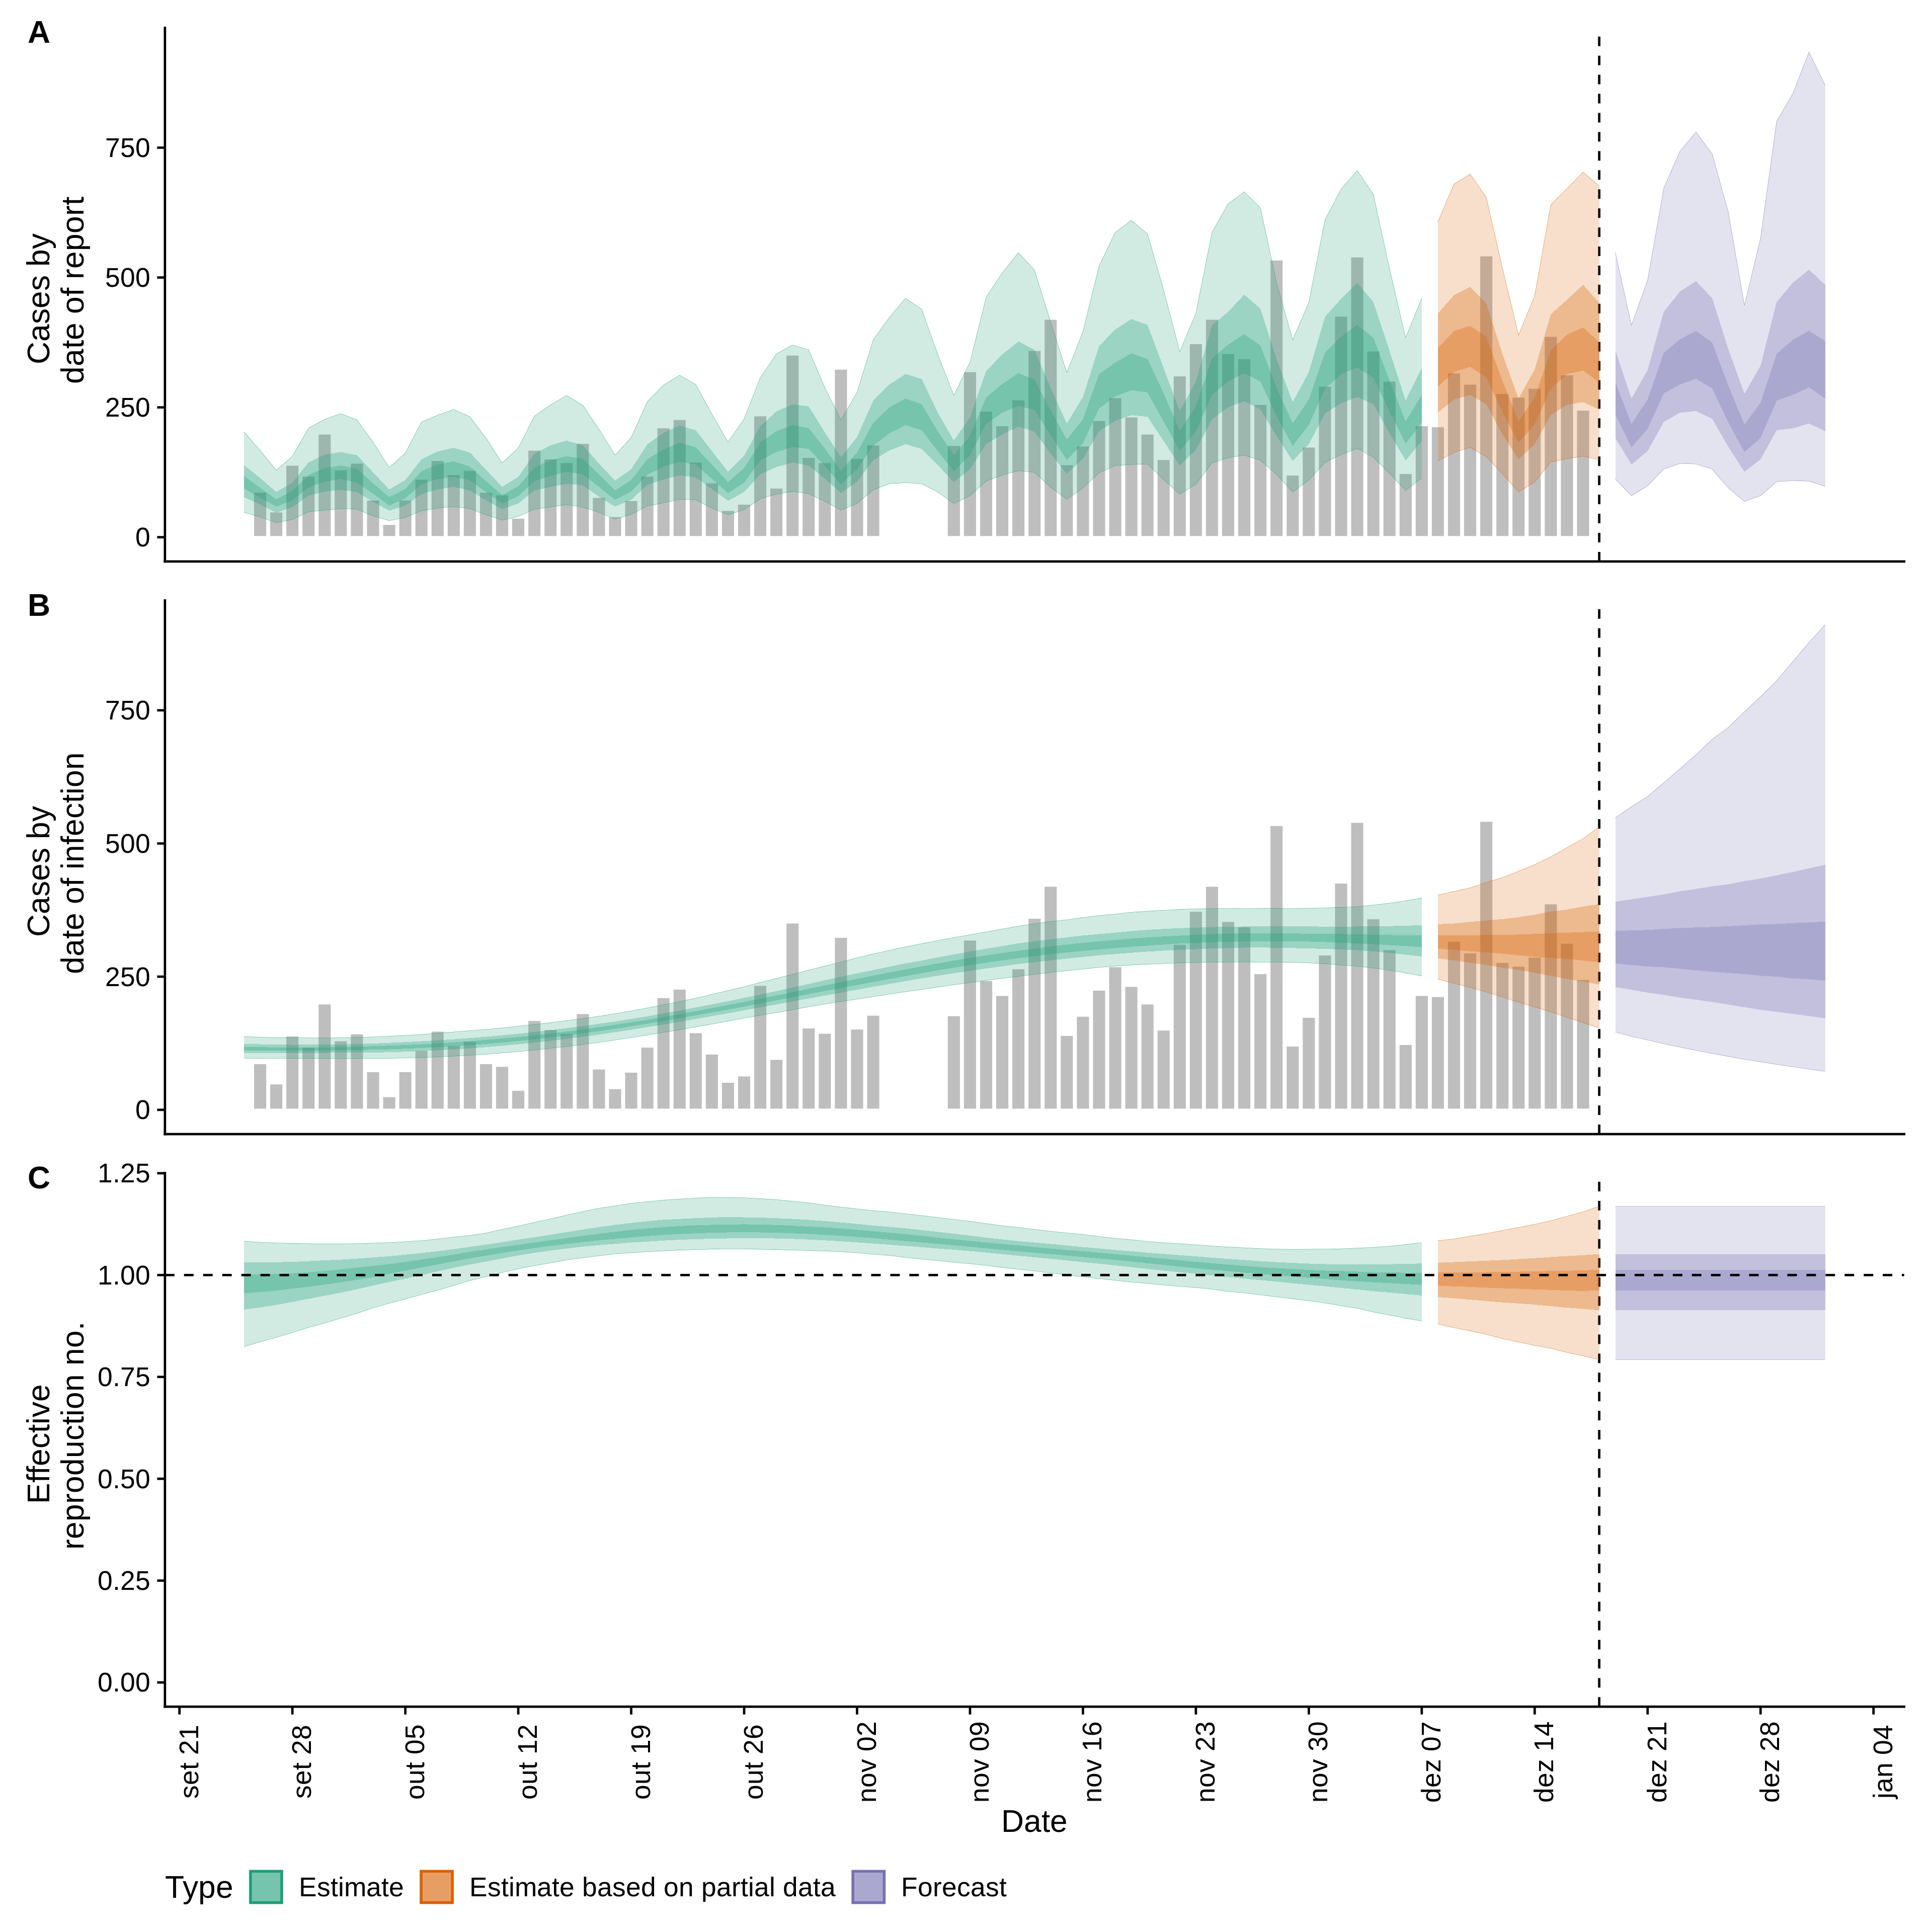 A
Cases by
date of report
750
500
250
0
B
Cases by
date of infection
750
500
250
0
C
Effective
reproduction no.
1.25
1.00
0.75
0.50
0.25
0.00
set 21
set 28
out 05
out 12
out 19
out 26
nov 02
nov 09
nov 16
nov 23
nov 30
dez 07
dez 14
dez 21
dez 28
jan 04
Date
Type Estimate Estimate based on partial data Forecast